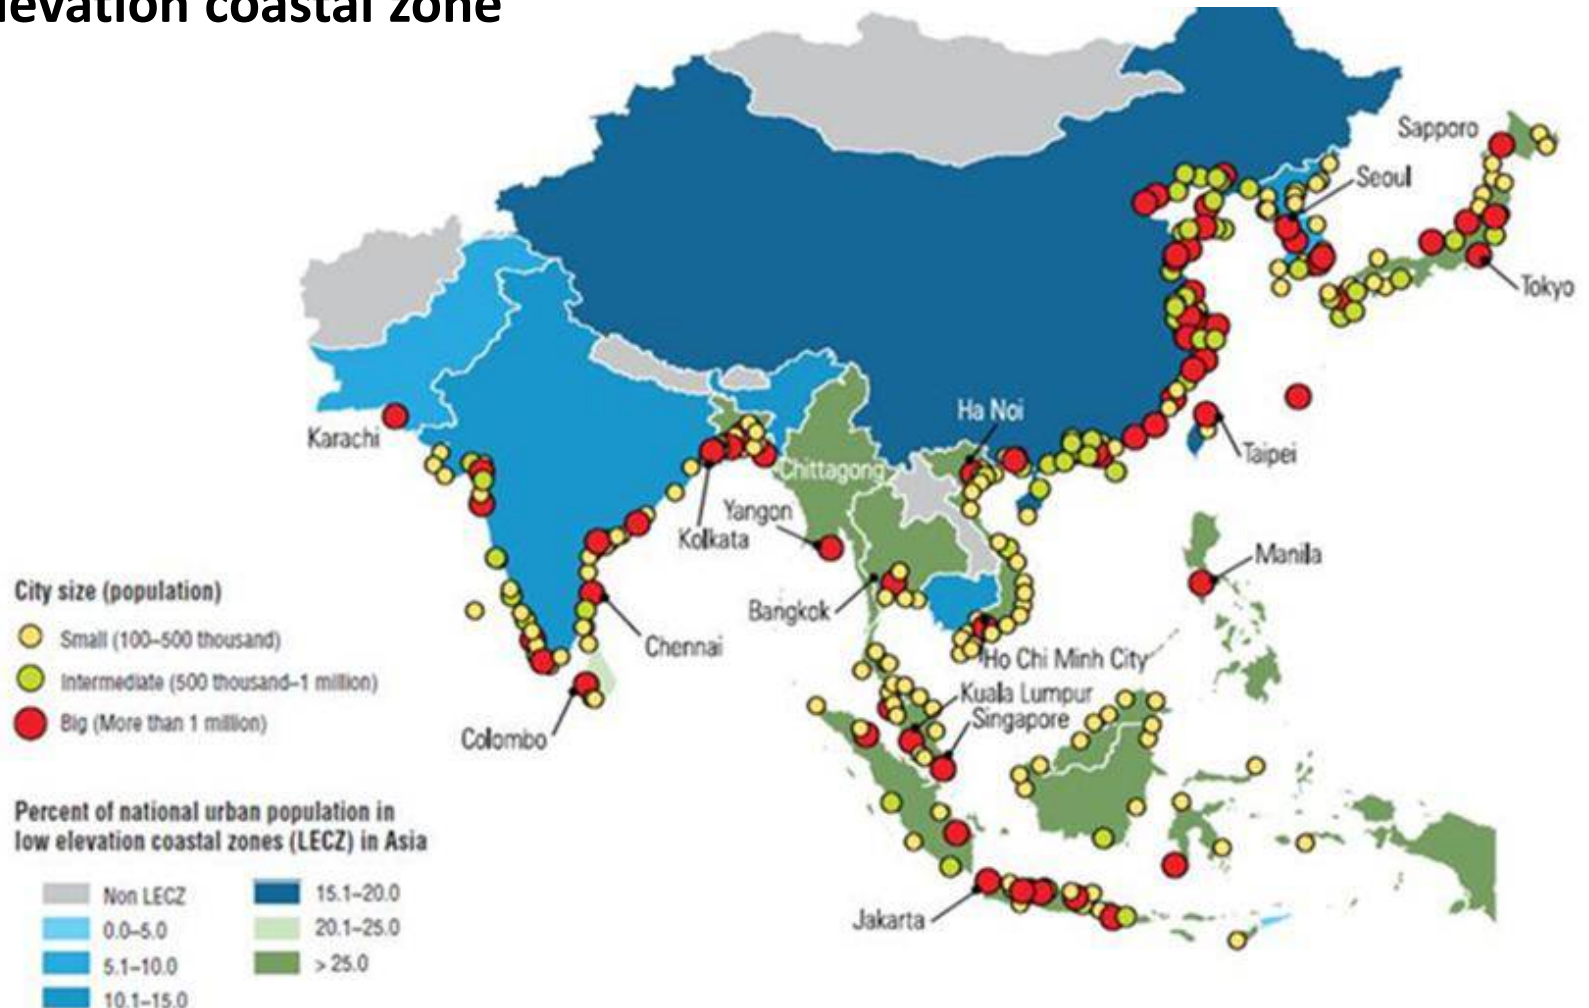 levation coastal zone
Sapporo
Seoul
Tokyo
Karachi
Ha Noi
Taipei
Chittagong
Yangon
Kolkata
Manila
Bangkok
Chennai
Ho Chi Minh City
Kuala Lumpur
Singapore
Colombo
Jakarta
City size (population)
Small (100–500 thousand)
Intermediate (500 thousand–1 million)
Big (More than 1 million)
Percent of national urban population in
low elevation coastal zones (LECZ) in Asia
Non LECZ
0.0–5.0
5.1–10.0
10.1–15.0
15.1–20.0
20.1–25.0
> 25.0